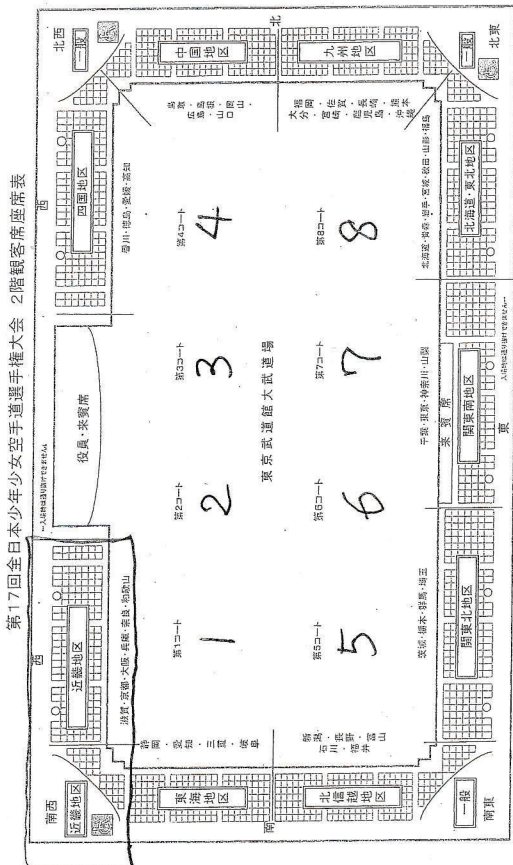 第17回全日本少年少女空手道選手権大会 2階観客席座席表
西
北西
一般
南西
近畿地区
近畿地区
西
滋賀・京都・大阪・兵庫・奈良・和歌山
役員・来賓席
四国地区
香川・徳島・愛媛・高知
中国地区
鳥取・島根・岡山・
広島・山口
北
九州地区
福岡・佐賀・長崎・熊本
大分・宮崎・鹿児島・沖縄
第1コート
1
第2コート
2
第3コート
3
第4コート
4
東京武道館大武道場
第5コート
5
第6コート
6
第7コート
7
第8コート
8
静岡・愛知・三重・岐阜
東海地区
南
新潟・長野・富山
石川・福井
北信越地区
茨城・栃木・群馬・埼玉
関東北地区
千葉・東京・神奈川・山梨
来賓席
関東南地区
東
北海道・青森・岩手・宮城・秋田・山形・福島
北海道・東北地区
一般
南東
一般
北東